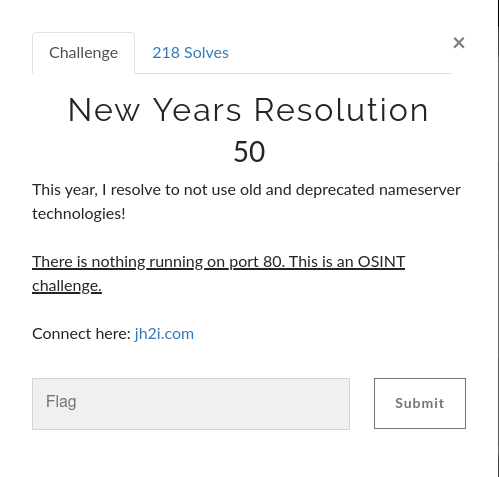 Challenge 218 Solves ×
New Years Resolution
50
This year, I resolve to not use old and deprecated nameserver
technologies!
There is nothing running on port 80. This is an OSINT
challenge.
Connect here: jh2i.com
Flag Submit